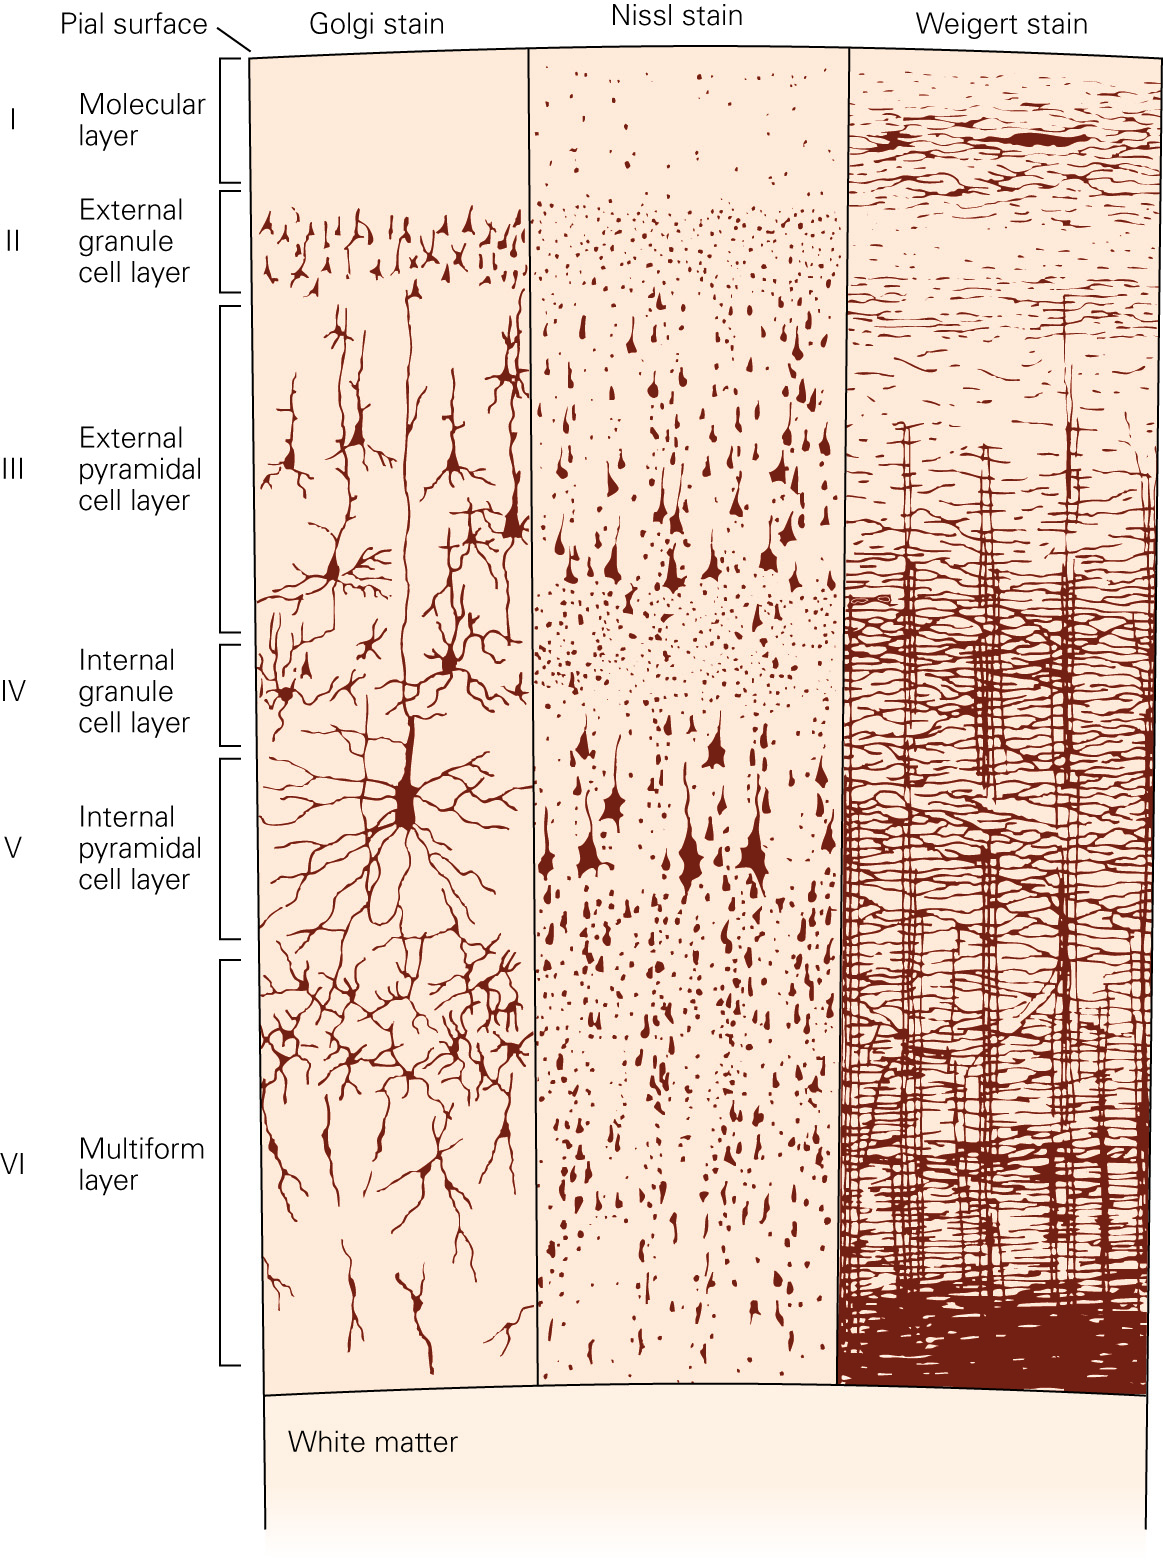 Pial surface
Golgi stain
Nissl stain
Weigert stain
I
Molecular
layer
II
External
granule
cell layer
III
External
pyramidal
cell layer
IV
Internal
granule
cell layer
V
Internal
pyramidal
cell layer
VI
Multiform
layer
White matter